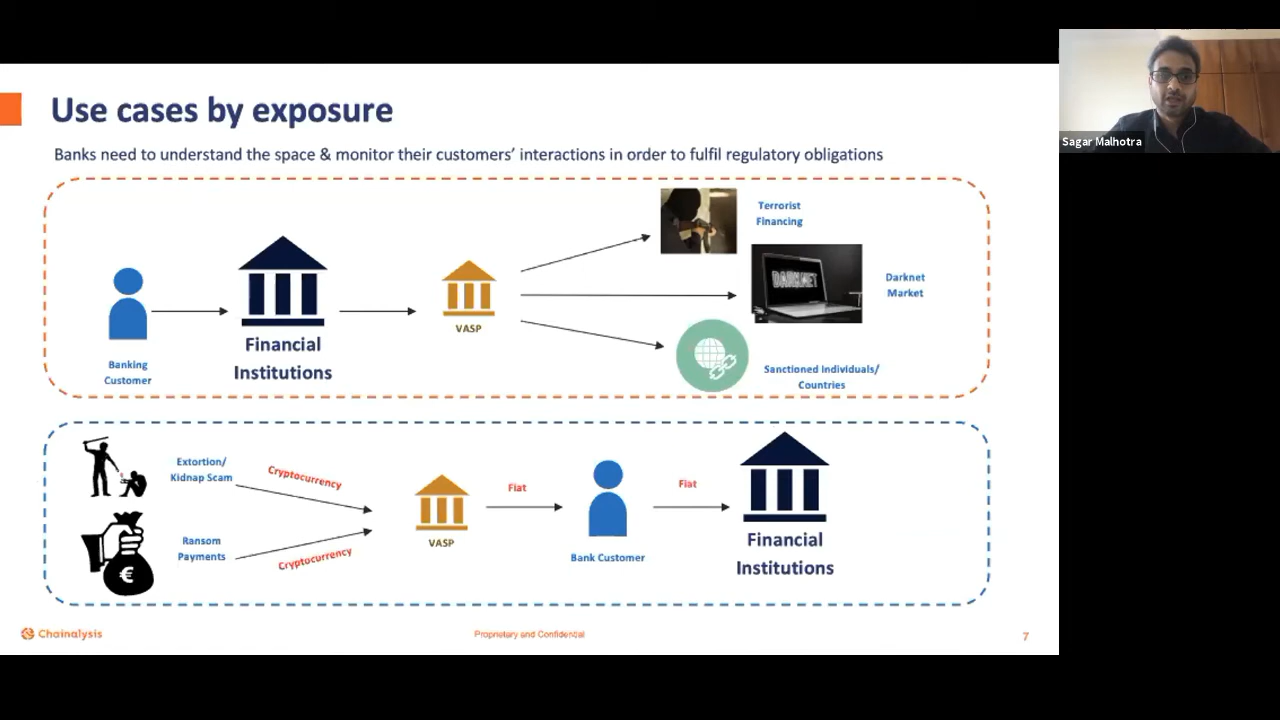 Use cases by exposure
Banks need to understand the space & monitor their customers' interactions in order to fulfil regulatory obligations
Sagar Malhotra
Banking
Customer
Financial
Institutions
VASP
Terrorist
Financing
DARKNET
Darknet
Market
Sanctioned Individuals/
Countries
Extortion/
Kidnap Scam
Cryptocurrency
Ransom
Payments
Cryptocurrency
€
VASP
Fiat
Bank Customer
Fiat
Financial
Institutions
Chainalysis
Proprietary and Confidential
7